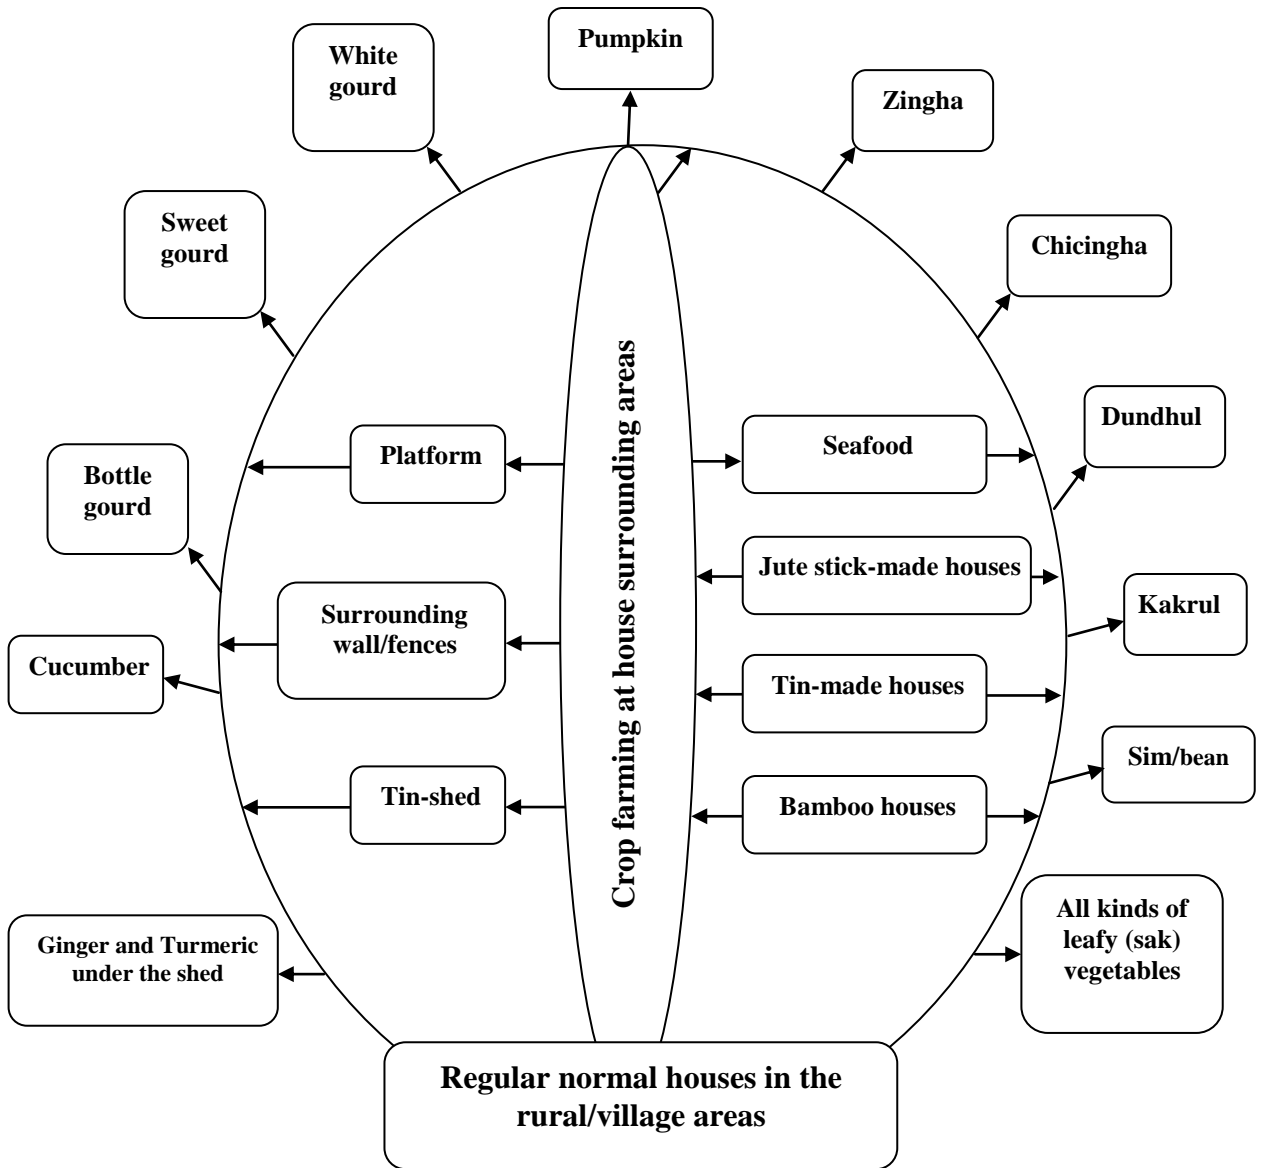 Pumpkin
White
gourd
Zingha
Sweet
gourd
Chicingha
Dundhul
Platform
Seafood
Bottle
gourd
Jute stick-made houses
Kakrul
Surrounding
wall/fences
Cucumber
Tin-made houses
Sim/bean
Tin-shed
Bamboo houses
Crop farming at house surrounding areas
All kinds of
leafy (sak)
vegetables
Ginger and Turmeric
under the shed
Regular normal houses in the
rural/village areas